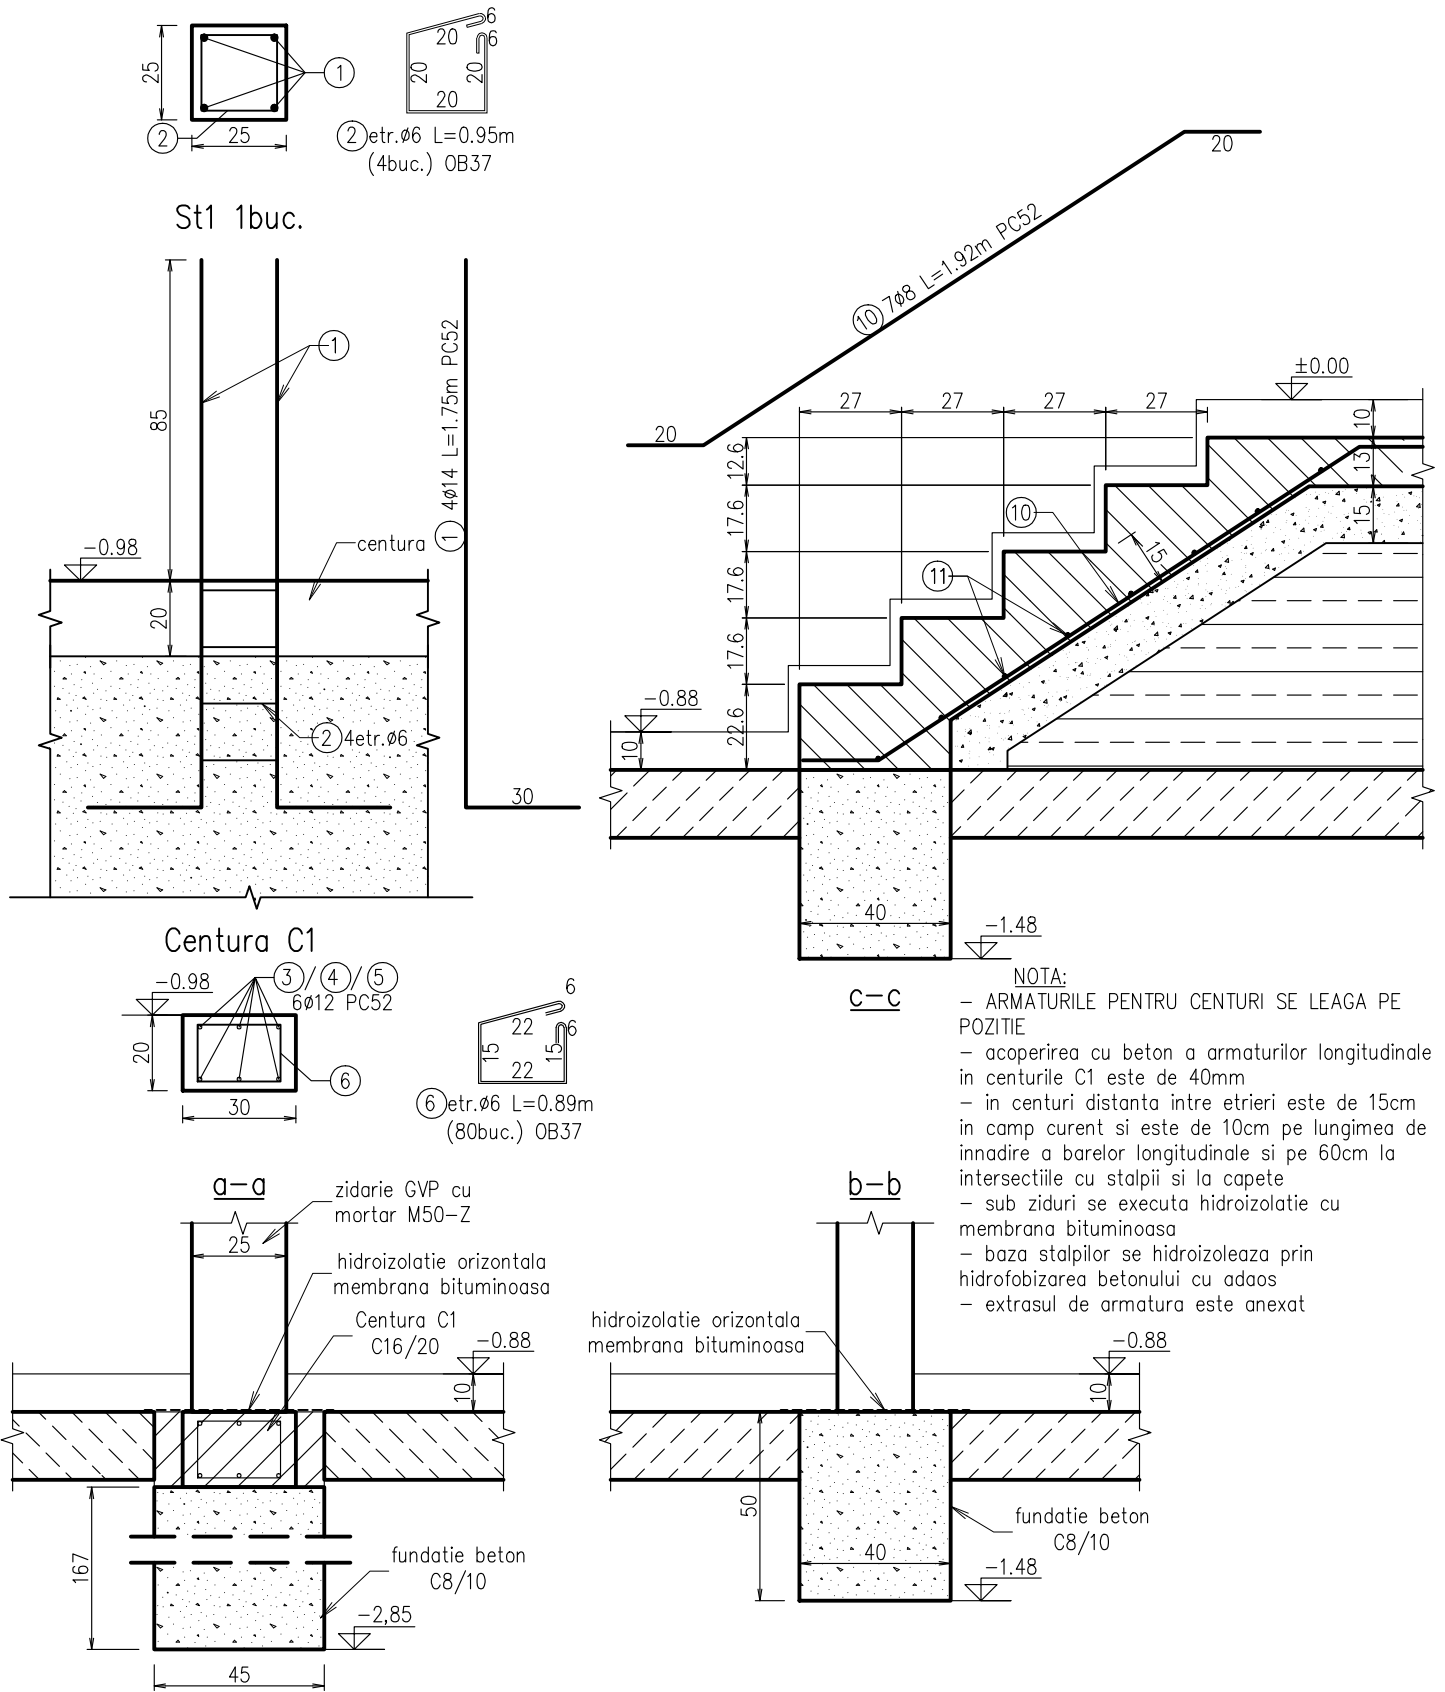 25
25
1
2
20
6
6
20
20
20
2 etr.ø6 L=0.95m
(4buc.) OB37
St1 1buc.
85
1
1 4ø14 L=1.75m PC52
-0.98
centura
20
2 4etr.ø6
30
20
10 7ø8 L=1.92m PC52
20
±0.00
27
27
27
27
10
13
15
12.6
17.6
17.6
17.6
22.6
10
11
15
-0.88
10
40
-1.48
c-c
Centura C1
-0.98
3/4/5
6ø12 PC52
20
6
30
6
22
6
15
15
22
6 etr.ø6 L=0.89m
(80buc.) OB37
NOTA:
- ARMATURILE PENTRU CENTURI SE LEAGA PE
POZITIE
- acoperirea cu beton a armaturilor longitudinale
in centurile C1 este de 40mm
- in centuri distanta intre etrieri este de 15cm
in camp curent si este de 10cm pe lungimea de
innadire a barelor longitudinale si pe 60cm la
intersectiile cu stalpii si la capete
- sub ziduri se executa hidroizolatie cu
membrana bituminoasa
- baza stalpilor se hidroizoleaza prin
hidrofobizarea betonului cu adaos
- extrasul de armatura este anexat
a-a
zidarie GVP cu
mortar M50-Z
25
hidroizolatie orizontala
membrana bituminoasa
Centura C1
C16/20
-0.88
10
167
fundatie beton
C8/10
-2,85
45
b-b
hidroizolatie orizontala
membrana bituminoasa
-0.88
10
50
fundatie beton
C8/10
40
-1.48